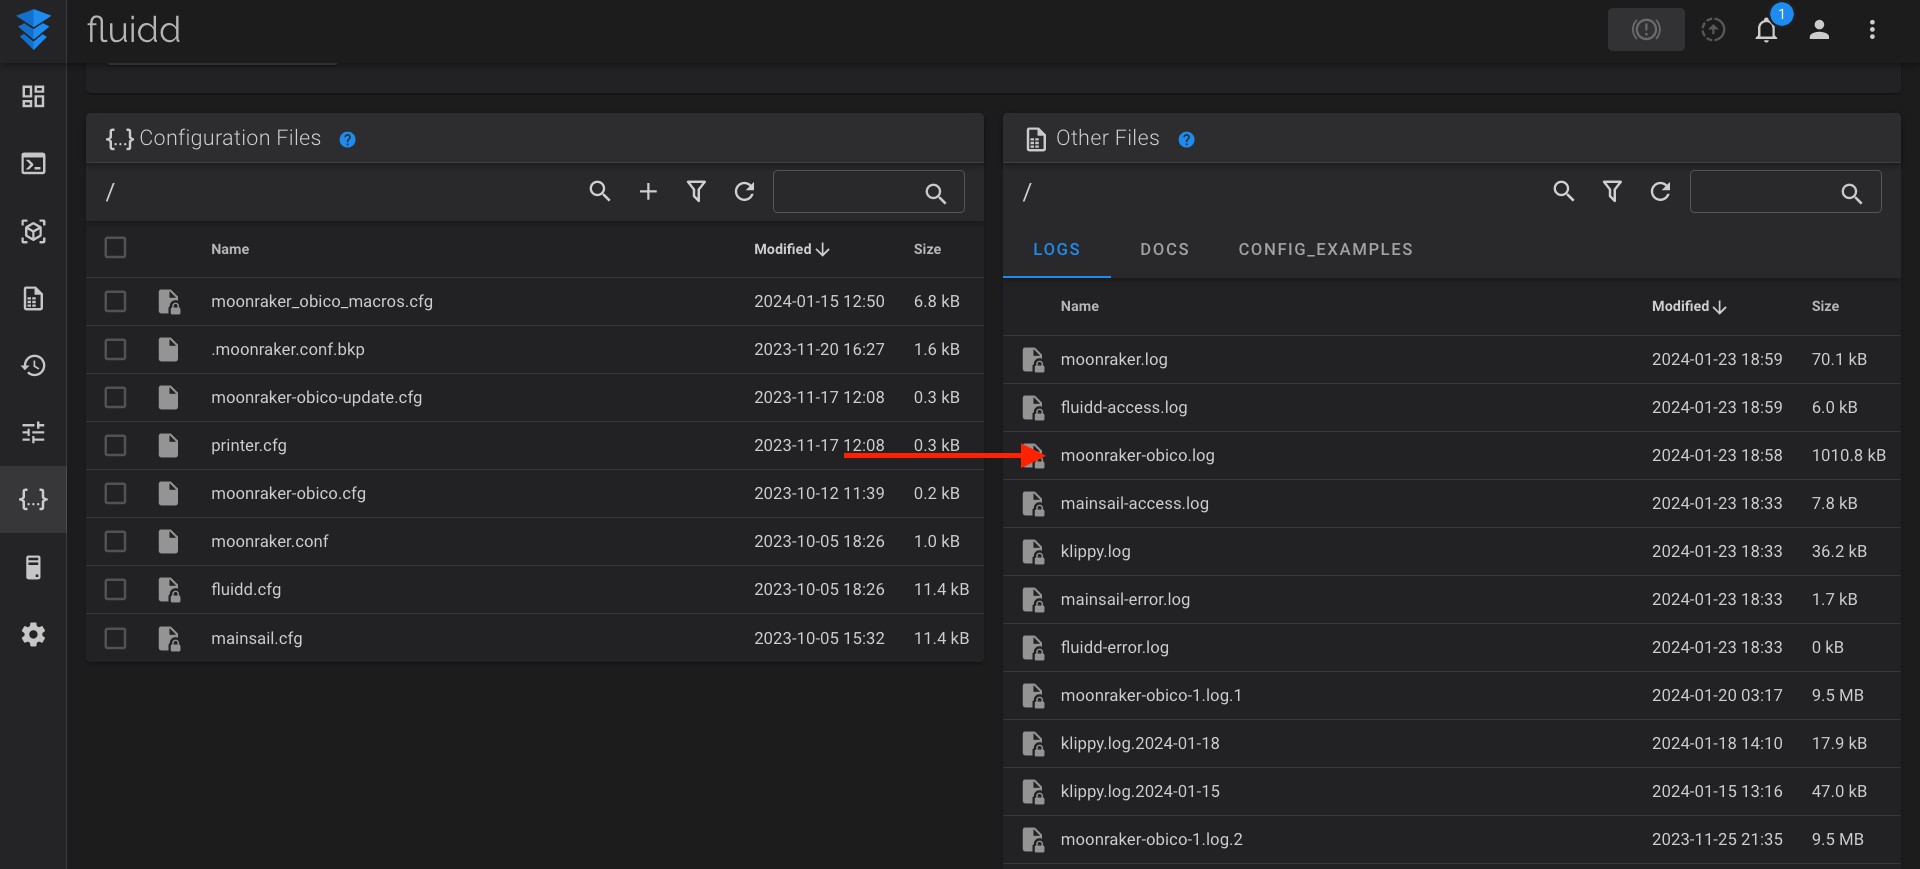 fluidd
1
{...} Configuration Files ?
/
Name Modified Size
moonraker_obico_macros.cfg 2024-01-15 12:50 6.8 kB
.moonraker.conf.bkp 2023-11-20 16:27 1.6 kB
moonraker-obico-update.cfg 2023-11-17 12:08 0.3 kB
printer.cfg 2023-11-17 12:08 0.3 kB
moonraker-obico.cfg 2023-10-12 11:39 0.2 kB
moonraker.conf 2023-10-05 18:26 1.0 kB
fluidd.cfg 2023-10-05 18:26 11.4 kB
mainsail.cfg 2023-10-05 15:32 11.4 kB
Other Files ?
/
LOGS DOCS CONFIG_EXAMPLES
Name Modified Size
moonraker.log 2024-01-23 18:59 70.1 kB
fluidd-access.log 2024-01-23 18:59 6.0 kB
moonraker-obico.log 2024-01-23 18:58 1010.8 kB
mainsail-access.log 2024-01-23 18:33 7.8 kB
klippy.log 2024-01-23 18:33 36.2 kB
mainsail-error.log 2024-01-23 18:33 1.7 kB
fluidd-error.log 2024-01-23 18:33 0 kB
moonraker-obico-1.log.1 2024-01-20 03:17 9.5 MB
klippy.log.2024-01-18 2024-01-18 14:10 17.9 kB
klippy.log.2024-01-15 2024-01-15 13:16 47.0 kB
moonraker-obico-1.log.2 2023-11-25 21:35 9.5 MB